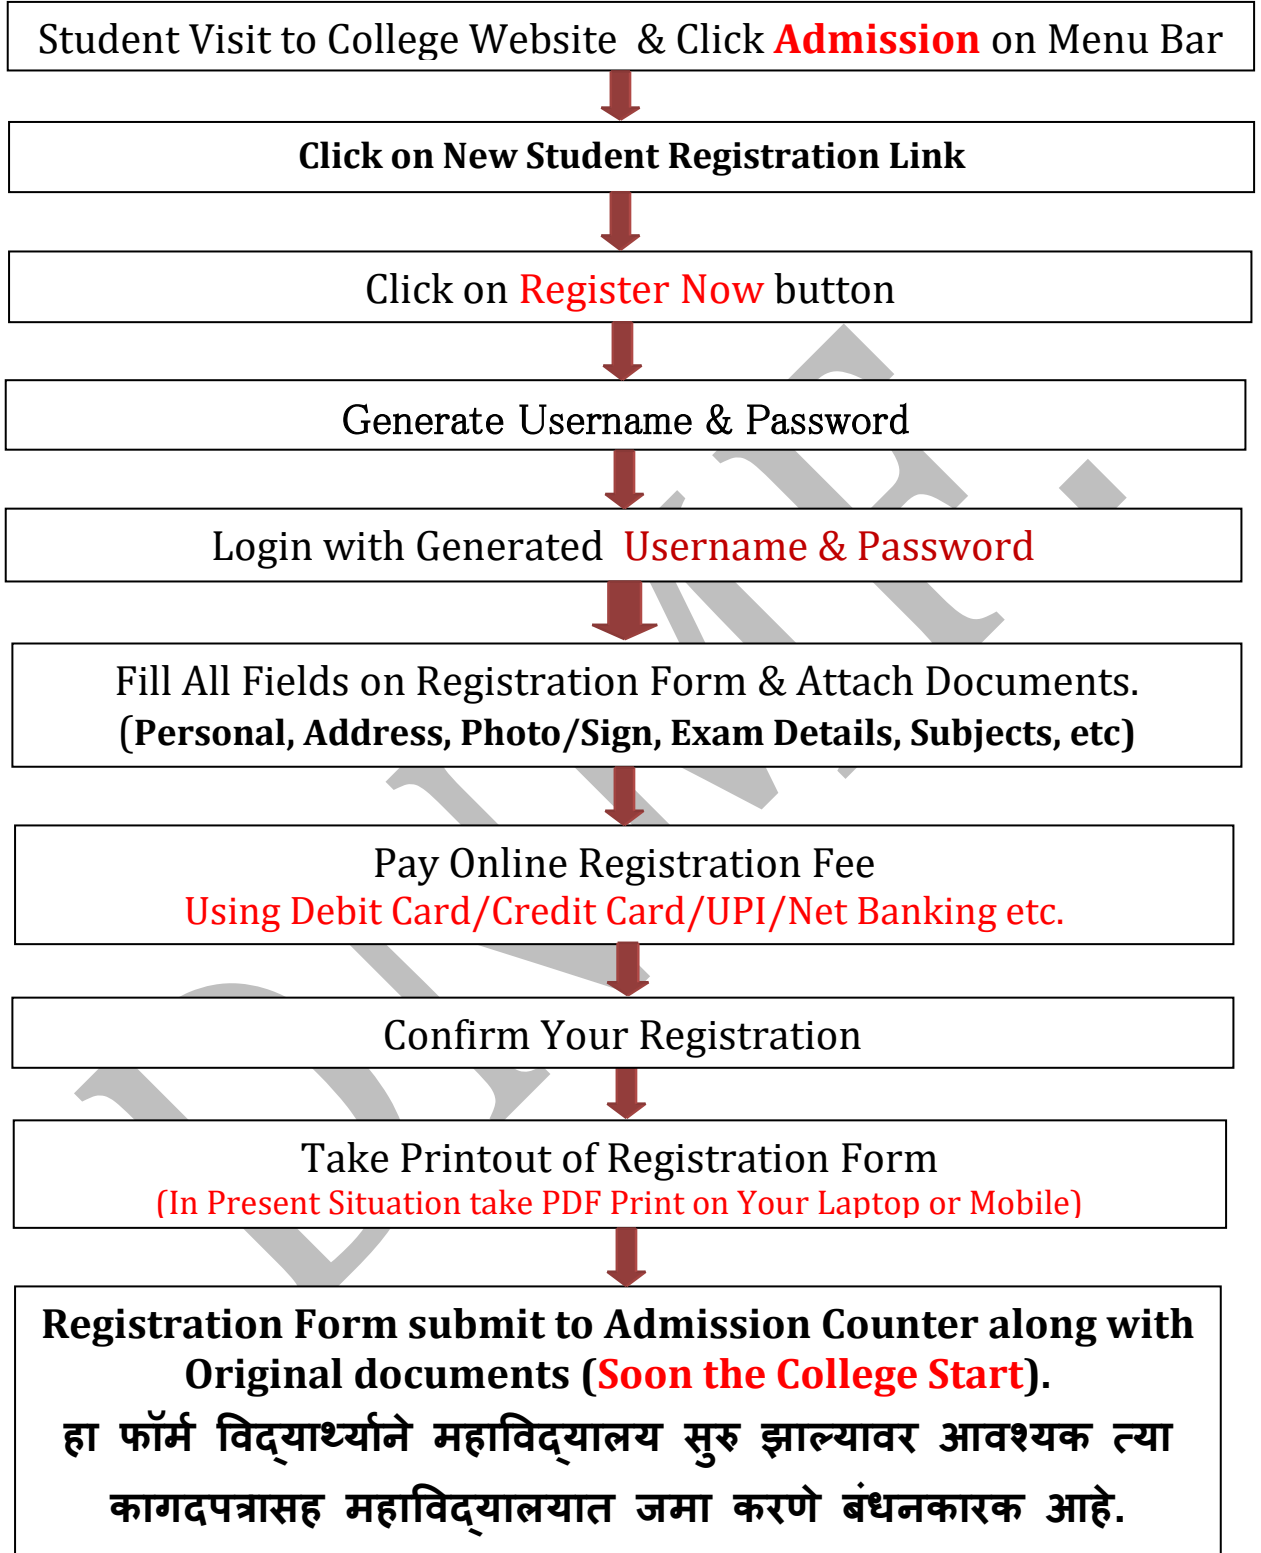 Student Visit to College Website & Click Admission on Menu Bar
Click on New Student Registration Link
Click on Register Now button
Generate Username & Password
Login with Generated Username & Password
Fill All Fields on Registration Form & Attach Documents.
(Personal, Address, Photo/Sign, Exam Details, Subjects, etc)
Pay Online Registration Fee
Using Debit Card/Credit Card/UPI/Net Banking etc.
Confirm Your Registration
Take Printout of Registration Form
(In Present Situation take PDF Print on Your Laptop or Mobile)
Registration Form submit to Admission Counter along with
Original documents (Soon the College Start).
हा फॉर्म विद्यार्थ्याने महाविद्यालय सुरु झाल्यावर आवश्यक त्या
कागदपत्रासह महाविद्यालयात जमा करणे बंधनकारक आहे.